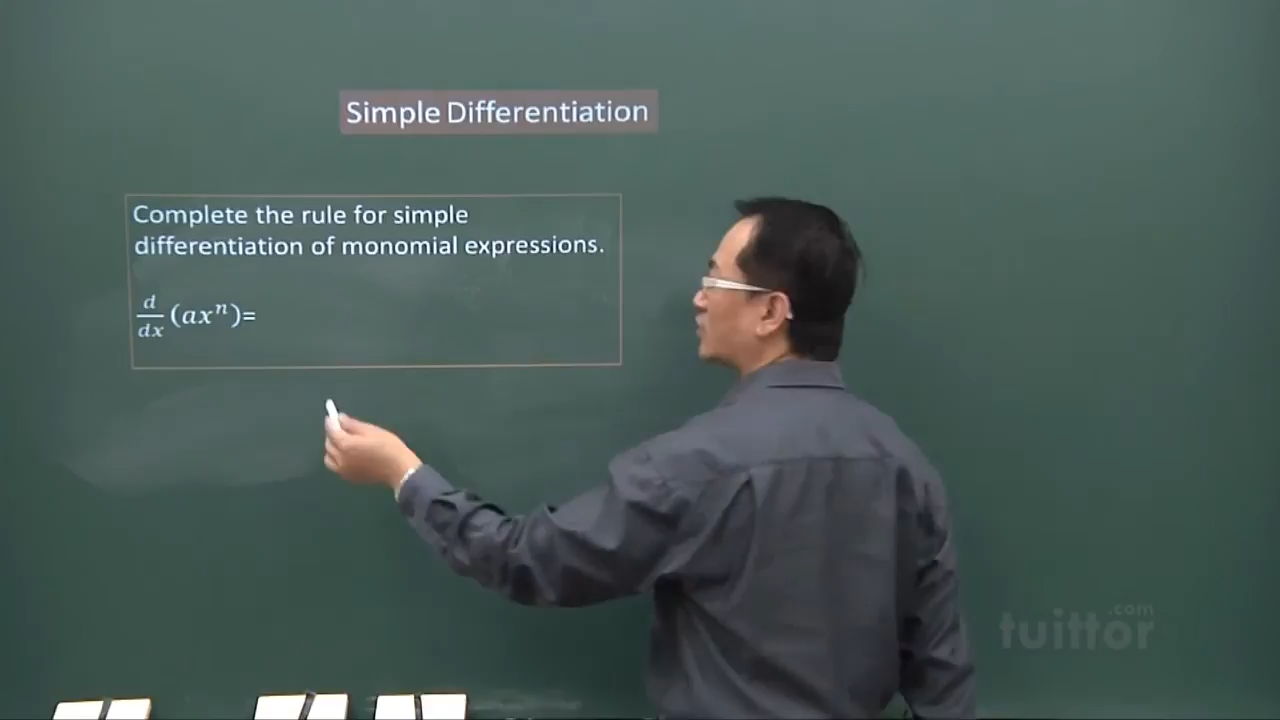 Simple Differentiation
Complete the rule for simple
differentiation of monomial expressions.
d/dx (axⁿ)=
tuittor.com